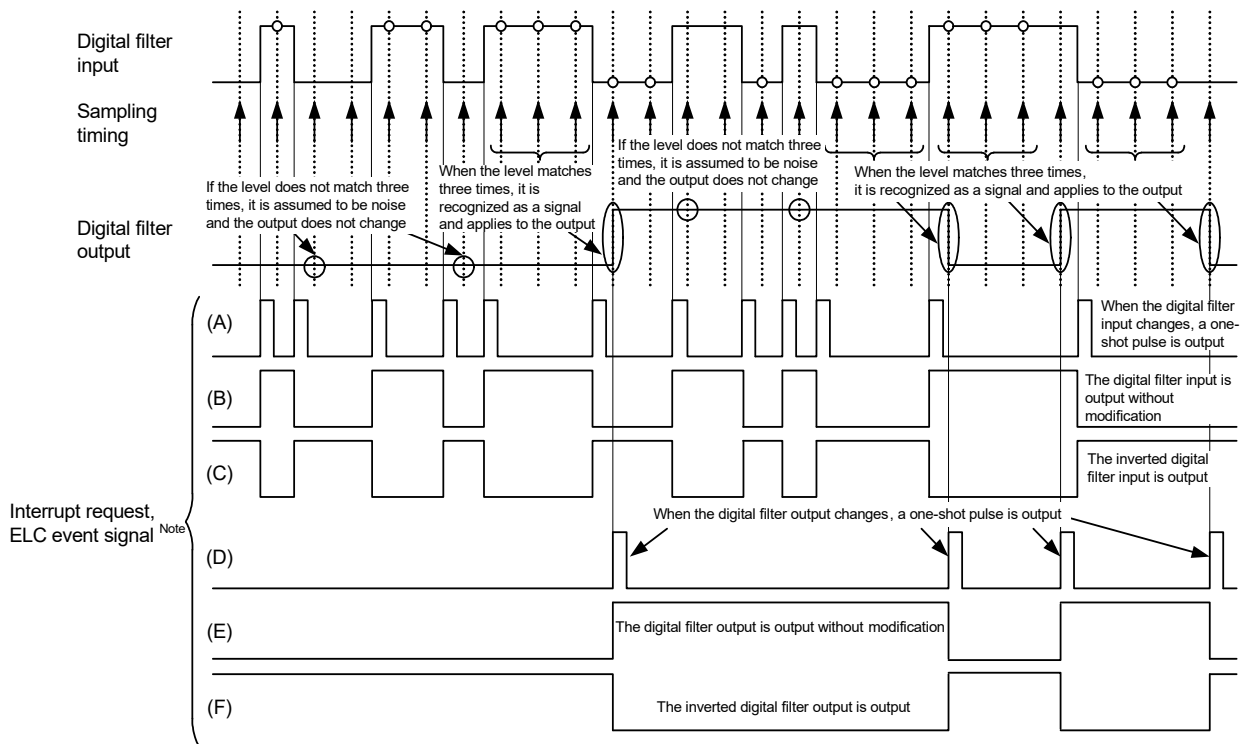 Digital filter
input
Sampling
timing
If the level does not match three
times, it is assumed to be noise
and the output does not change
When the level matches
three times, it is
recognized as a signal
and applies to the output
If the level does not match three
times, it is assumed to be noise
and the output does not change
When the level matches three times,
it is recognized as a signal and applies to the output
Digital filter
output
(A)
When the digital filter
input changes, a one-
shot pulse is output
(B)
The digital filter input is
output without
modification
(C)
The inverted digital
filter input is output
Interrupt request,
ELC event signal Note
When the digital filter output changes, a one-shot pulse is output
(D)
(E)
The digital filter output is output without modification
(F)
The inverted digital filter output is output